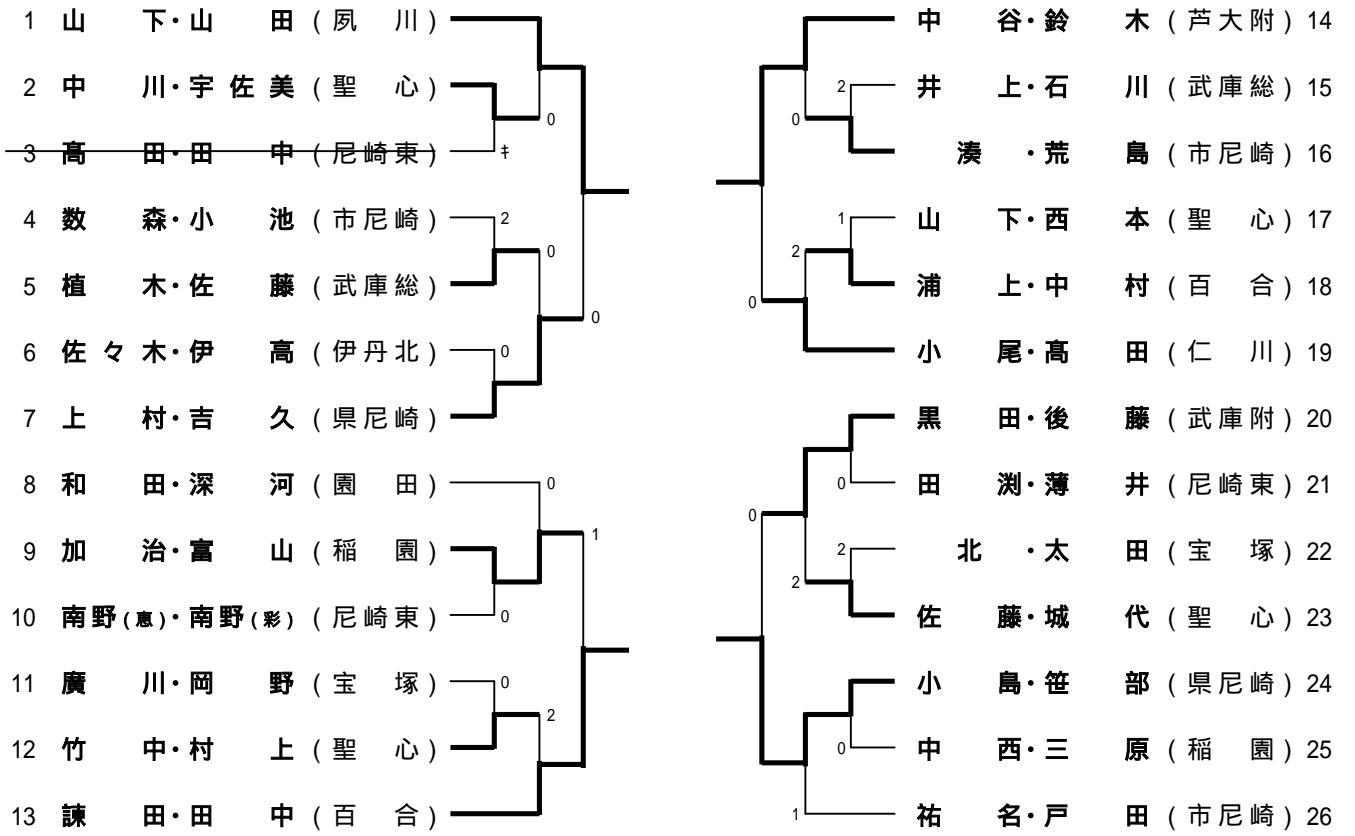 1 山下・山田 (夙川)
2 中川・宇佐美 (聖心)
0
3 髙田・田中 (尼崎東) キ
4 数森・小池 (市尼崎) 2
0
5 植木・佐藤 (武庫総)
0
6 佐々木・伊高 (伊丹北) 0
7 上村・吉久 (県尼崎)
8 和田・深河 (園田) 0
1
9 加治・富山 (稲園)
10 南野(恵)・南野(彩) (尼崎東) 0
11 廣川・岡野 (宝塚) 0
2
12 竹中・村上 (聖心)
13 諫田・田中 (百合)
中谷・鈴木 (芦大附) 14
2 井上・石川 (武庫総) 15
0
湊・荒島 (市尼崎) 16
1 山下・西本 (聖心) 17
2
浦上・中村 (百合) 18
0
小尾・髙田 (仁川) 19
黒田・後藤 (武庫附) 20
0 田渕・薄井 (尼崎東) 21
0
2 北・太田 (宝塚) 22
2
佐藤・城代 (聖心) 23
小島・笹部 (県尼崎) 24
0 中西・三原 (稲園) 25
1 祐名・戸田 (市尼崎) 26